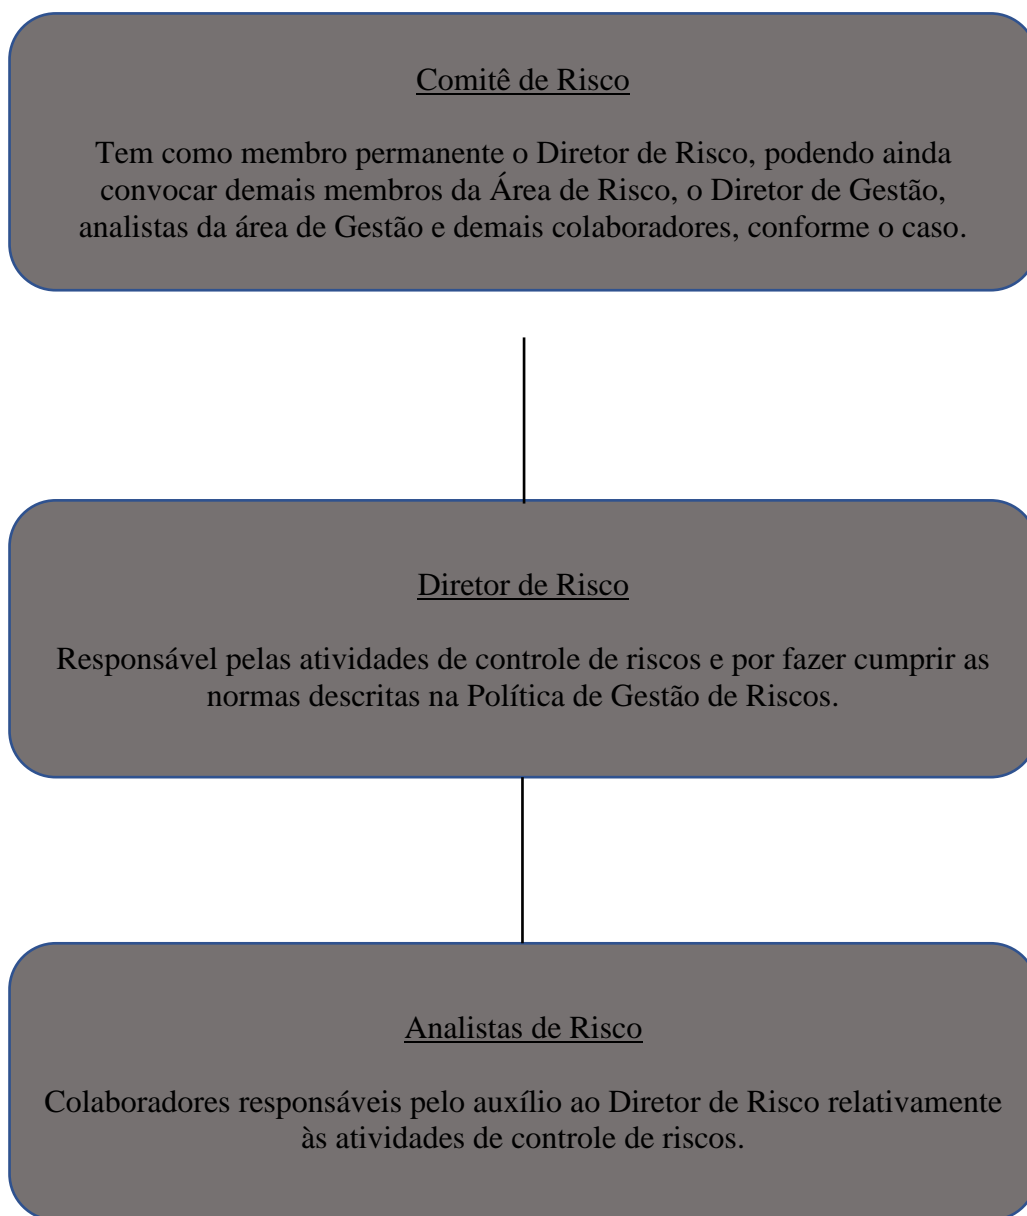 Comitê de Risco
Tem como membro permanente o Diretor de Risco, podendo ainda
convocar demais membros da Área de Risco, o Diretor de Gestão,
analistas da área de Gestão e demais colaboradores, conforme o caso.
Diretor de Risco
Responsável pelas atividades de controle de riscos e por fazer cumprir as
normas descritas na Política de Gestão de Riscos.
Analistas de Risco
Colaboradores responsáveis pelo auxílio ao Diretor de Risco relativamente
às atividades de controle de riscos.